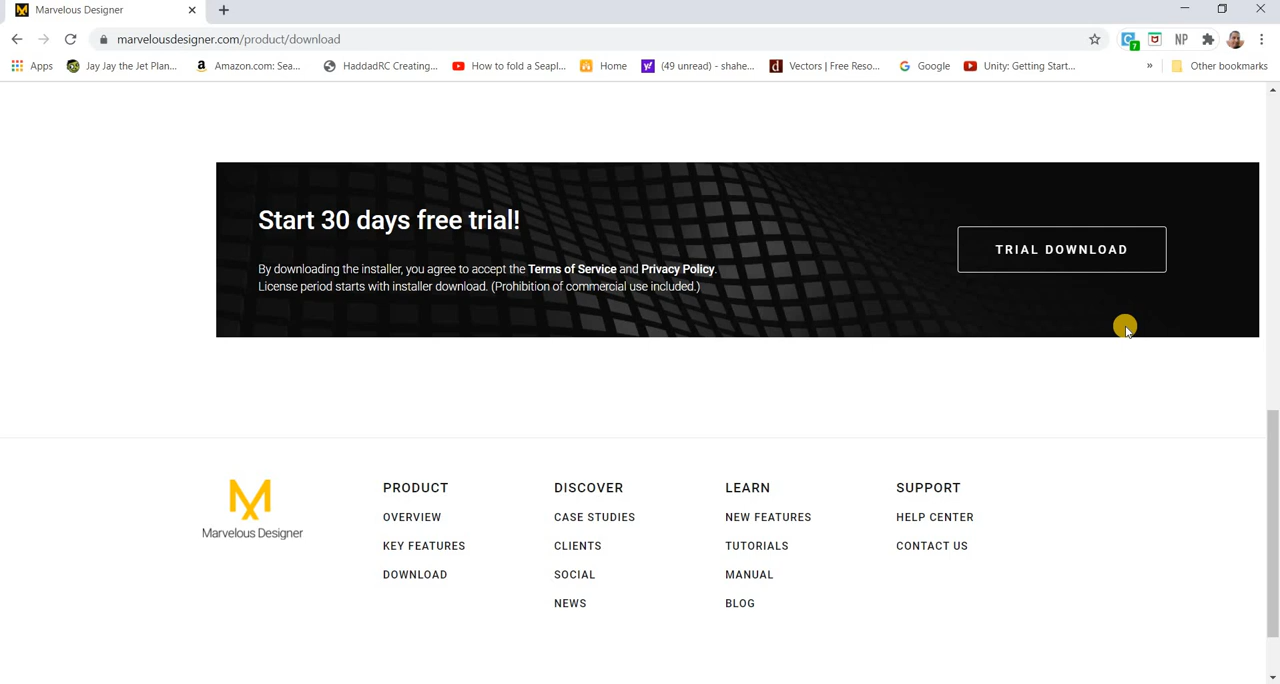 Marvelous Designer
marvelousdesigner.com/product/download
7
NP
Apps
Jay Jay the Jet Plan...
Amazon.com: Sea...
HaddadRC Creating...
How to fold a Seapl...
Home
(49 unread) - shahe...
Vectors | Free Reso...
Google
Unity: Getting Start...
»
Other bookmarks
Start 30 days free trial!
TRIAL DOWNLOAD
By downloading the installer, you agree to accept the Terms of Service and Privacy Policy.
License period starts with installer download. (Prohibition of commercial use included.)
Marvelous Designer
PRODUCT
OVERVIEW
KEY FEATURES
DOWNLOAD
DISCOVER
CASE STUDIES
CLIENTS
SOCIAL
NEWS
LEARN
NEW FEATURES
TUTORIALS
MANUAL
BLOG
SUPPORT
HELP CENTER
CONTACT US